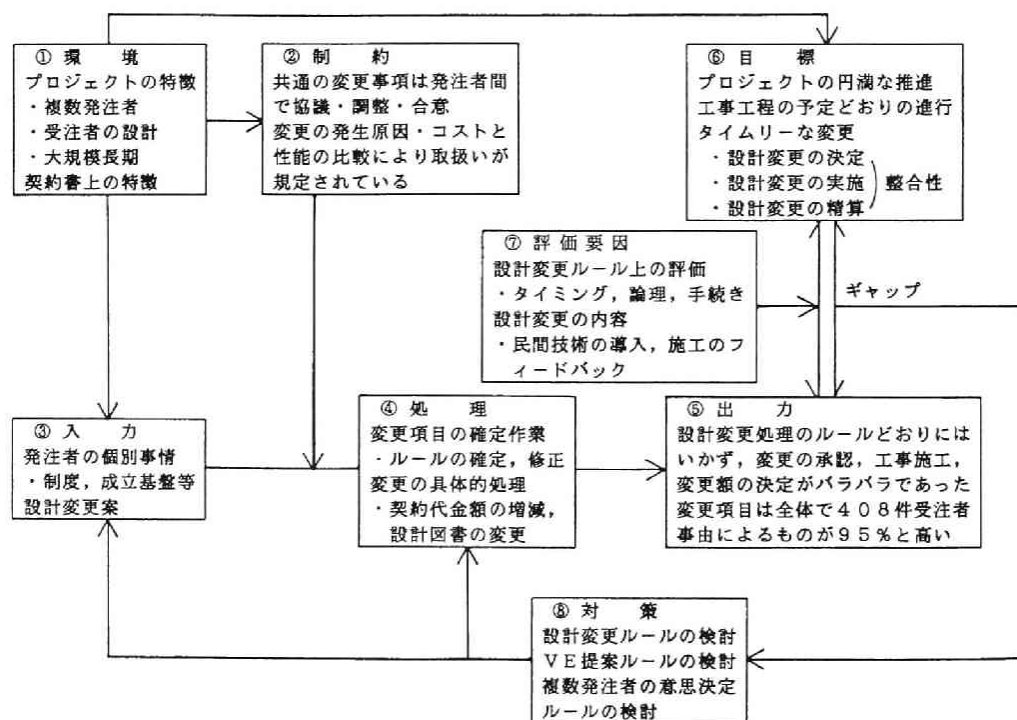 ① 環　境
プロジェクトの特徴
・複数発注者
・受注者の設計
・大規模長期
契約書上の特徴
② 制　約
共通の変更事項は発注者間
で協議・調整・合意
変更の発生原因・コストと
性能の比較により取扱いが
規定されている
⑥ 目　標
プロジェクトの円満な推進
工事工程の予定どおりの進行
タイムリーな変更
・設計変更の決定
・設計変更の実施
・設計変更の精算
整合性
⑦ 評価要因
設計変更ルール上の評価
・タイミング，論理，手続き
設計変更の内容
・民間技術の導入，施工のフ
ィードバック
ギャップ
③ 入　力
発注者の個別事情
・制度，成立基盤等
設計変更案
④ 処　理
変更項目の確定作業
・ルールの確定，修正
変更の具体的処理
・契約代金額の増減，
設計図書の変更
⑤ 出　力
設計変更処理のルールどおりには
いかず，変更の承認，工事施工，
変更額の決定がバラバラであった
変更項目は全体で４０８件受注者
事由によるものが９５％と高い
⑧ 対　策
設計変更ルールの検討
ＶＥ提案ルールの検討
複数発注者の意思決定
ルールの検討